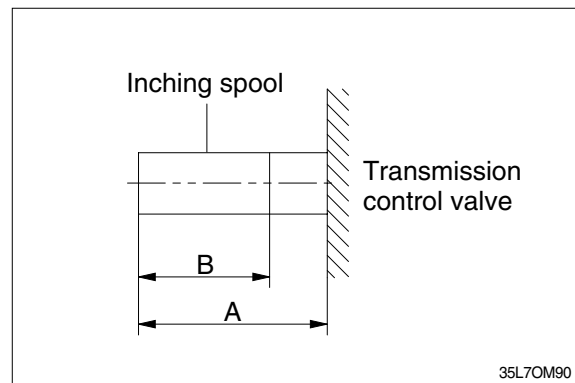 Inching spool
Transmission
control valve
B
A
35L7OM90